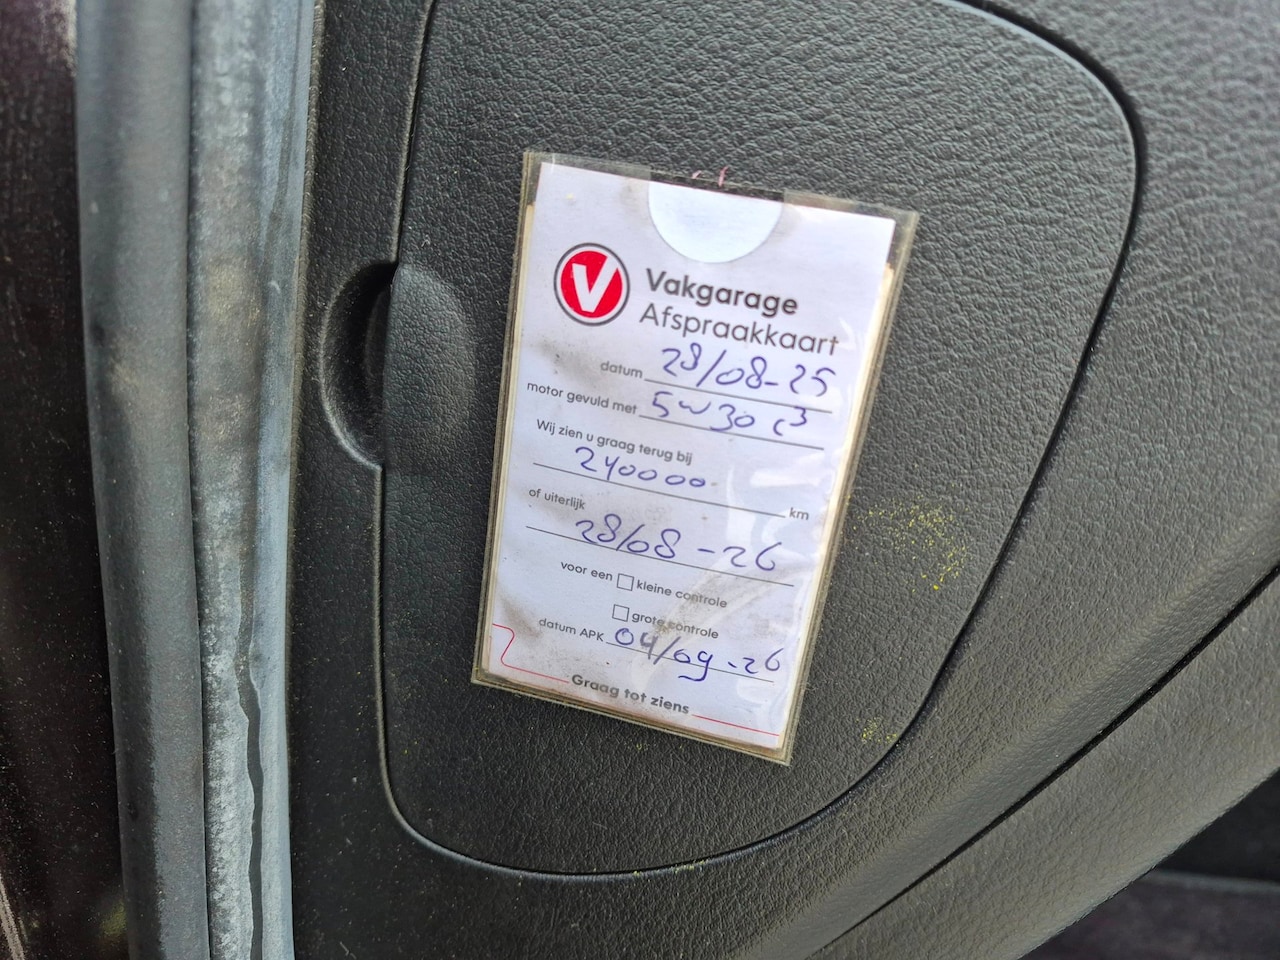 V
Vakgarage
Afspraakkaart
datum 28/08-25
motor gevuld met 5w30 c3
Wij zien u graag terug bij
240000 km
of uiterlijk
28/08-26
voor een kleine controle
grote controle
datum APK 04/09-26
Graag tot ziens